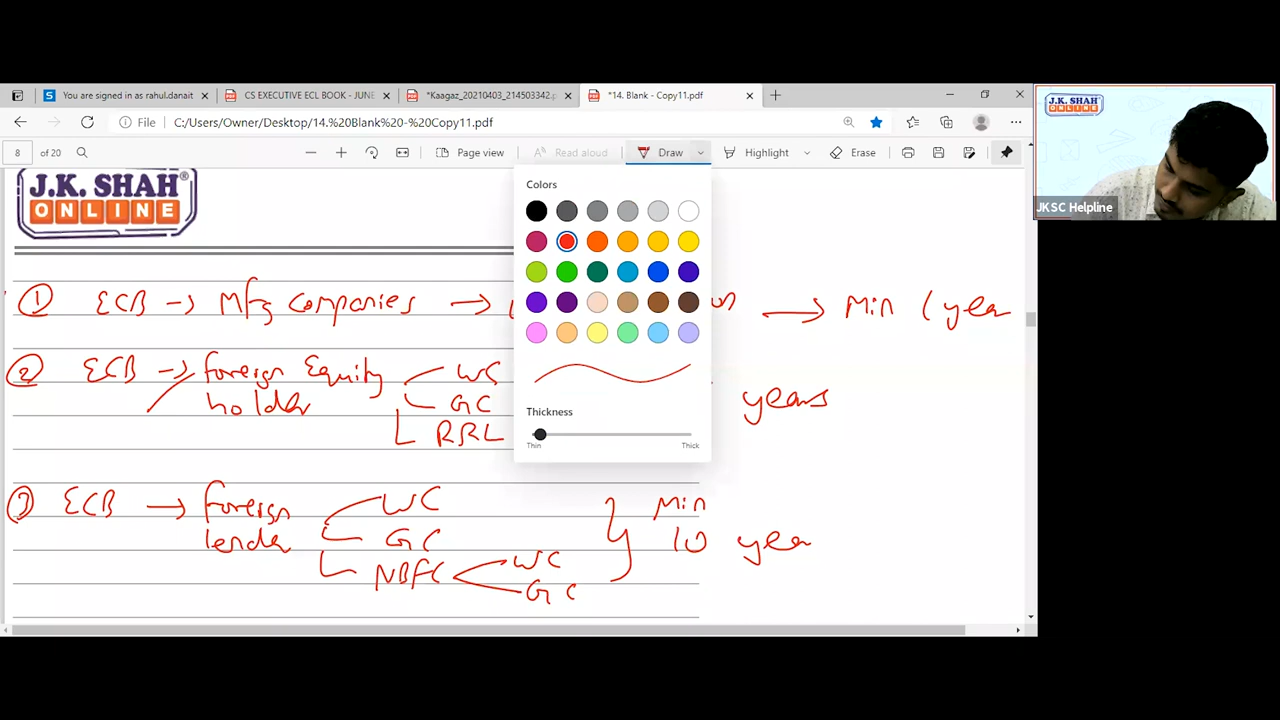 You are signed in as rahul.danait
CS EXECUTIVE ECL BOOK - JUNE
*Kaagaz_20210403_214503342.p
*14. Blank - Copy11.pdf
File C:/Users/Owner/Desktop/14.%20Blank%20-%20Copy11.pdf
8 of 20 Page view Read aloud Draw Highlight Erase
J.K. SHAH®
ONLINE
Colors
Thickness
Thin Thick
① ECB → Mfg companies → → Min 1 year
② ECB → Foreign Equity WC
holder GC years
RRL
③ ECB → Foreign WC Min
lender GC 10 year
NBFC WC
GC
J.K. SHAH
ONLINE
JKSC Helpline